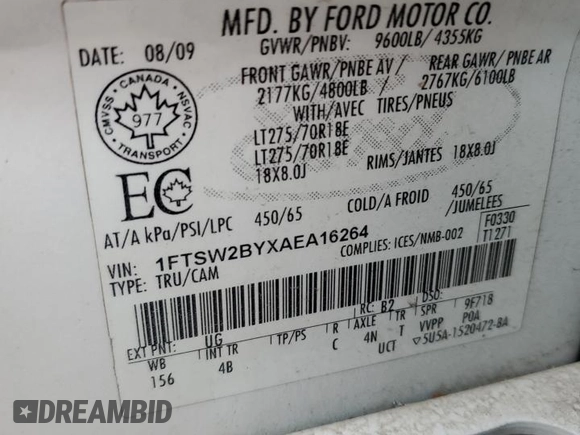 MFD. BY FORD MOTOR CO.
DATE: 08/09
GVWR/PNBV: 9600LB/ 4355KG
FRONT GAWR/PNBE AV/ REAR GAWR/ PNBE AR
2177KG/4800LB 2767KG/6100LB
WITH/AVEC TIRES/PNEUS
LT275/70R18E
LT275/70R18E RIMS/JANTES 18X8.0J
18X8.0J
CMVSS · CANADA · NSVAC
977
TRANSPORT
EC
AT/A kPa/PSI/LPC 450/65 COLD/A FROID 450/65
/JUMELEES
VIN: 1FTSW2BYXAEA16264 COMPLIES: ICES/NMB-002
F0330
T1271
TYPE: TRU/CAM
EXT PNT: UG RC: B2 DSO:
WB INT TR TP/PS R AXLE TR SPR 9F718
156 4B C 4N T VVPP POA
UCT ▽5U5A-1520472-BA
DREAMBID